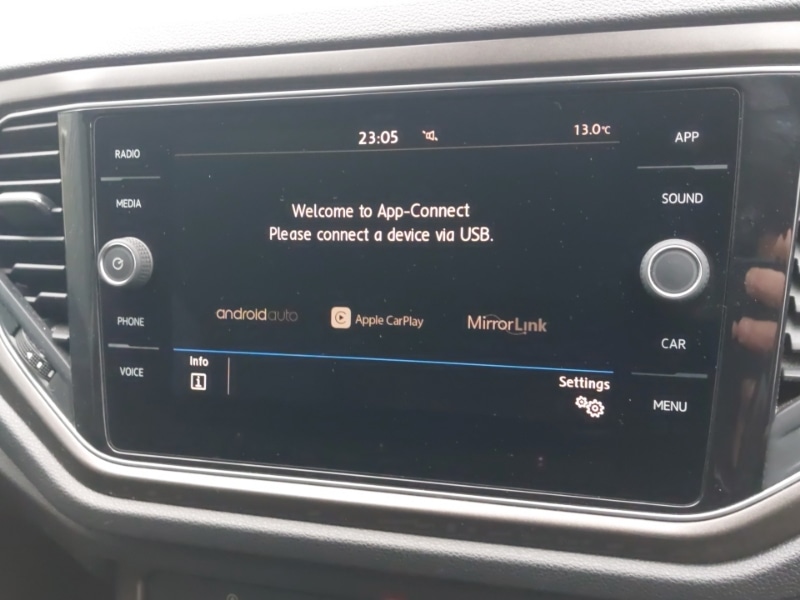 RADIO
MEDIA
PHONE
VOICE
23:05
13.0°C
Welcome to App-Connect
Please connect a device via USB.
androidauto
Apple CarPlay
MirrorLink
Info
Settings
APP
SOUND
CAR
MENU